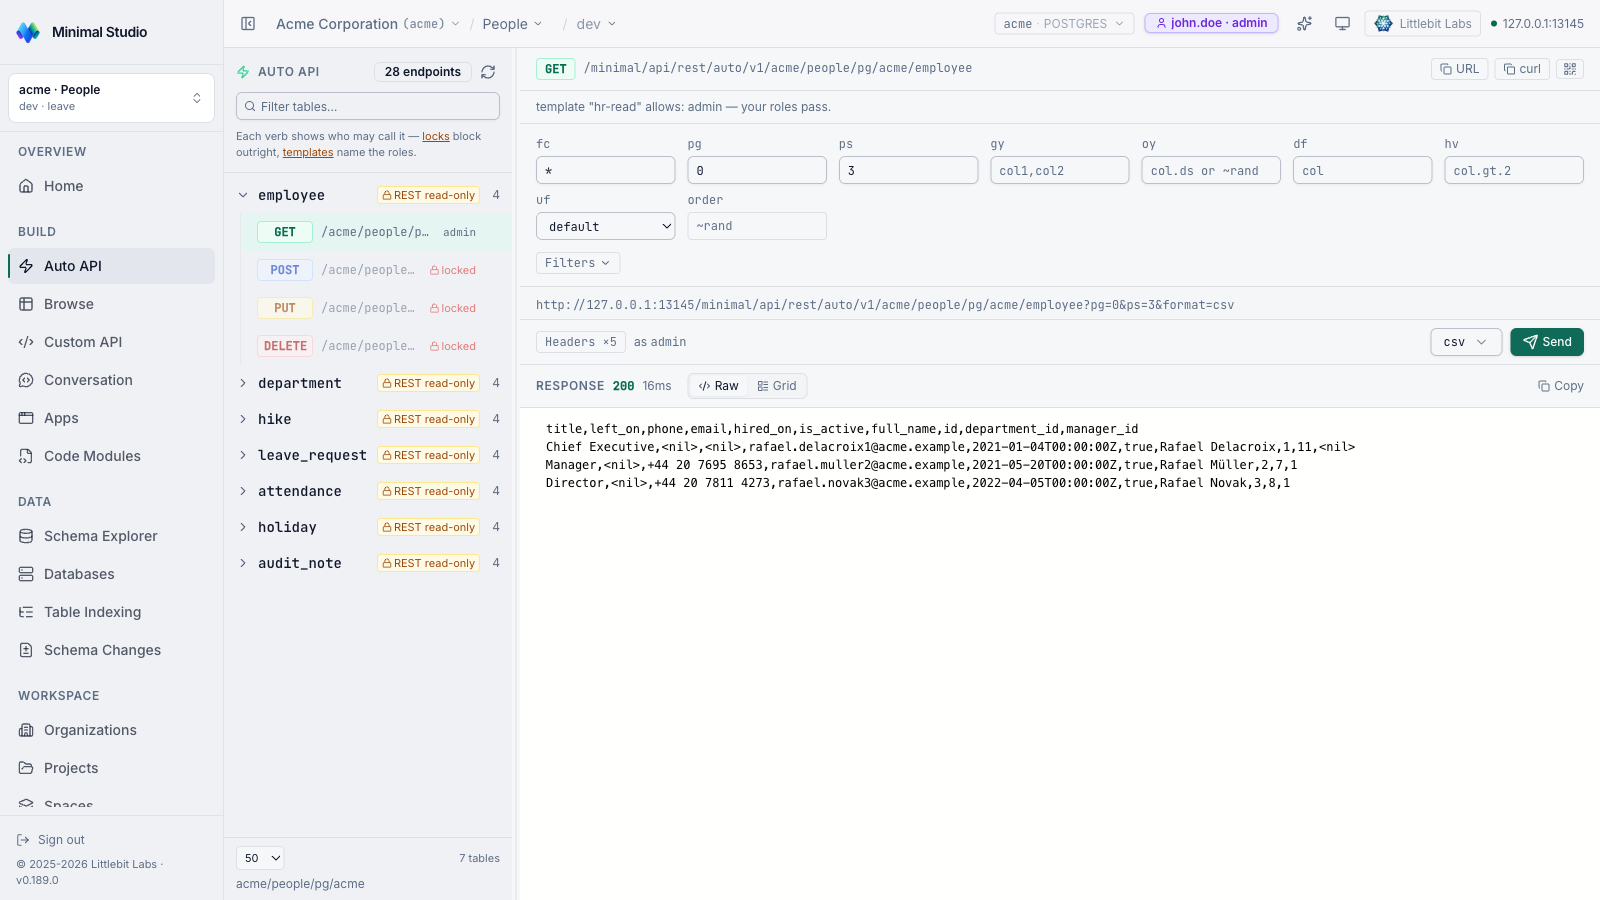 Minimal Studio
acme · People
dev · leave
OVERVIEW
Home
BUILD
Auto API
Browse
Custom API
Conversation
Apps
Code Modules
DATA
Schema Explorer
Databases
Table Indexing
Schema Changes
WORKSPACE
Organizations
Projects
Spaces
Sign out
© 2025-2026 Littlebit Labs ·
v0.189.0
Acme Corporation (acme) / People / dev
acme · POSTGRES
john.doe · admin
Littlebit Labs
127.0.0.1:13145
AUTO API
28 endpoints
Filter tables...
Each verb shows who may call it — locks block
outright, templates name the roles.
employee REST read-only 4
GET /acme/people/p… admin
POST /acme/people… locked
PUT /acme/people… locked
DELETE /acme/people… locked
department REST read-only 4
hike REST read-only 4
leave_request REST read-only 4
attendance REST read-only 4
holiday REST read-only 4
audit_note REST read-only 4
50
7 tables
acme/people/pg/acme
GET /minimal/api/rest/auto/v1/acme/people/pg/acme/employee
URL
curl
template "hr-read" allows: admin — your roles pass.
fc pg ps gy oy df hv
* 0 3 col1,col2 col.ds or ~rand col col.gt.2
uf order
default ~rand
Filters
http://127.0.0.1:13145/minimal/api/rest/auto/v1/acme/people/pg/acme/employee?pg=0&ps=3&format=csv
Headers ×5 as admin
csv
Send
RESPONSE 200 16ms
Raw
Grid
Copy
title,left_on,phone,email,hired_on,is_active,full_name,id,department_id,manager_id
Chief Executive,<nil>,<nil>,rafael.delacroix1@acme.example,2021-01-04T00:00:00Z,true,Rafael Delacroix,1,11,<nil>
Manager,<nil>,+44 20 7695 8653,rafael.muller2@acme.example,2021-05-20T00:00:00Z,true,Rafael Müller,2,7,1
Director,<nil>,+44 20 7811 4273,rafael.novak3@acme.example,2022-04-05T00:00:00Z,true,Rafael Novak,3,8,1